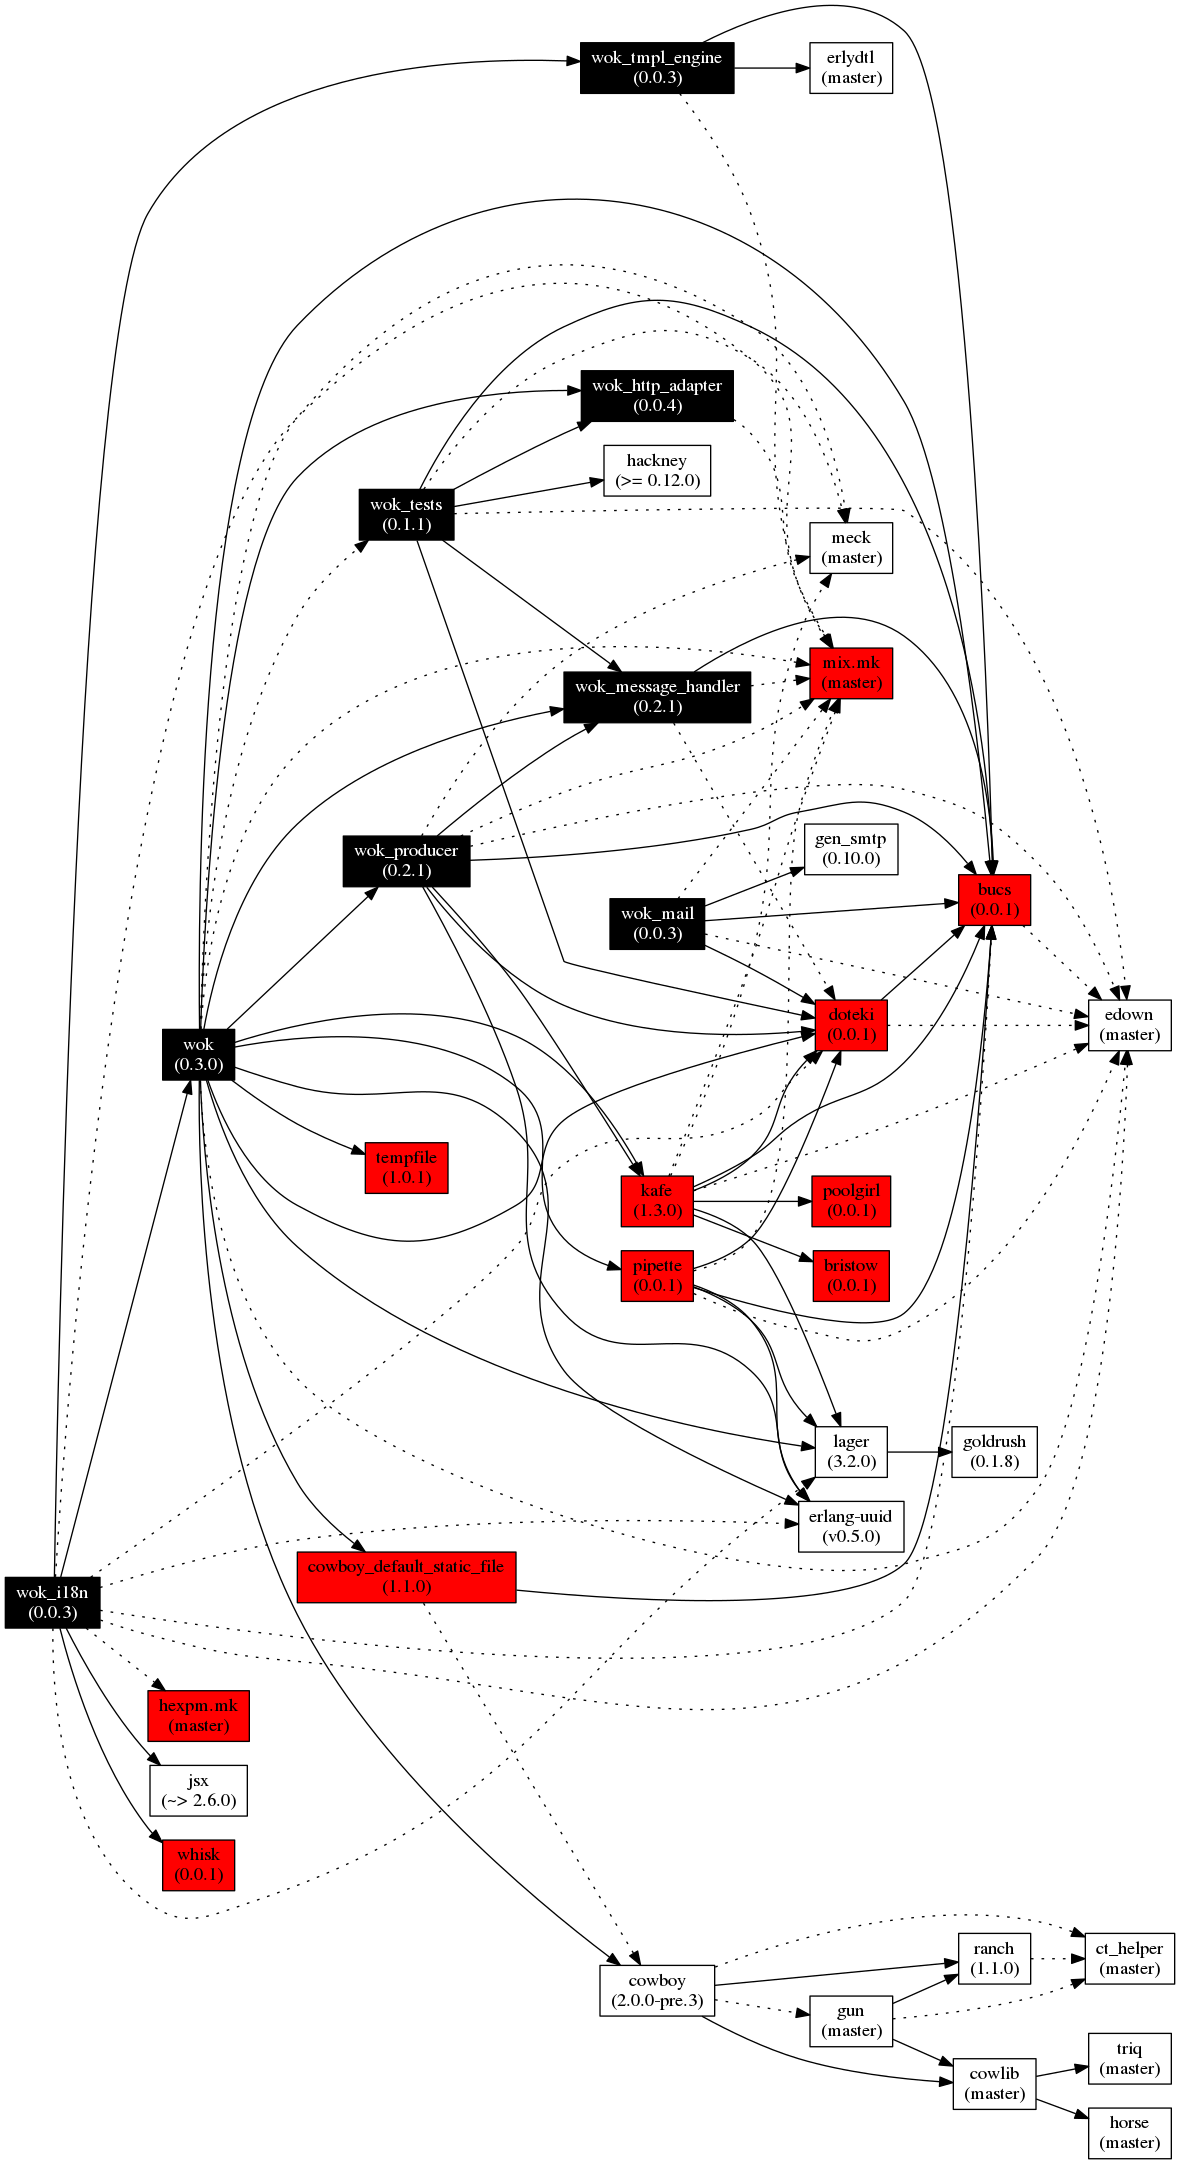 wok_tmpl_engine
(0.0.3)
erlydtl
(master)
wok_http_adapter
(0.0.4)
hackney
(>= 0.12.0)
wok_tests
(0.1.1)
meck
(master)
mix.mk
(master)
wok_message_handler
(0.2.1)
gen_smtp
(0.10.0)
wok_producer
(0.2.1)
bucs
(0.0.1)
wok_mail
(0.0.3)
doteki
(0.0.1)
edown
(master)
wok
(0.3.0)
tempfile
(1.0.1)
kafe
(1.3.0)
poolgirl
(0.0.1)
pipette
(0.0.1)
bristow
(0.0.1)
lager
(3.2.0)
goldrush
(0.1.8)
erlang-uuid
(v0.5.0)
cowboy_default_static_file
(1.1.0)
wok_i18n
(0.0.3)
hexpm.mk
(master)
jsx
(~> 2.6.0)
whisk
(0.0.1)
ranch
(1.1.0)
ct_helper
(master)
cowboy
(2.0.0-pre.3)
gun
(master)
triq
(master)
cowlib
(master)
horse
(master)